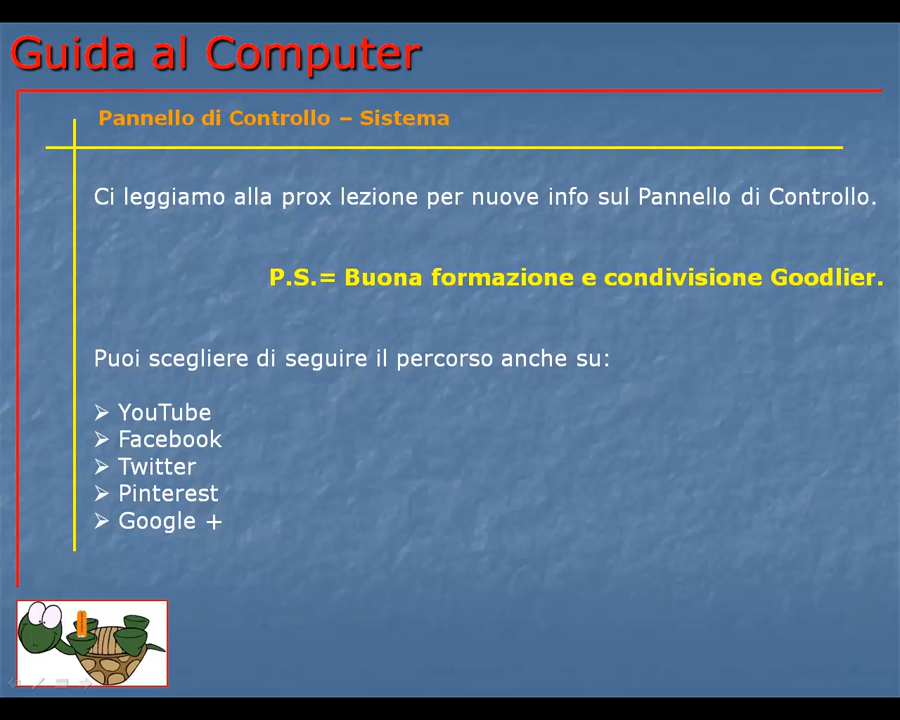 Guida al Computer
Pannello di Controllo – Sistema
Ci leggiamo alla prox lezione per nuove info sul Pannello di Controllo.
P.S.= Buona formazione e condivisione Goodlier.
Puoi scegliere di seguire il percorso anche su:
➢ YouTube
➢ Facebook
➢ Twitter
➢ Pinterest
➢ Google +